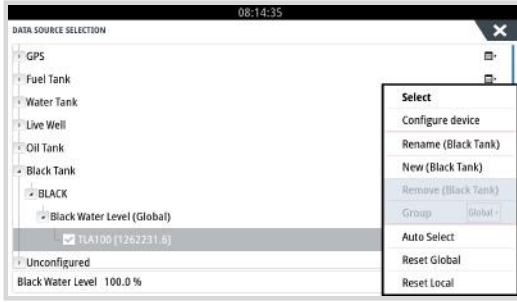 08:14:35
DATA SOURCE SELECTION
GPS
Fuel Tank
Water Tank
Live Well
Oil Tank
Black Tank
BLACK
Black Water Level (Global)
TLA100 [1262231.6]
Unconfigured
Black Water Level 100.0 %
Select
Configure device
Rename (Black Tank)
New (Black Tank)
Remove (Black Tank)
Group Global
Auto Select
Reset Global
Reset Local